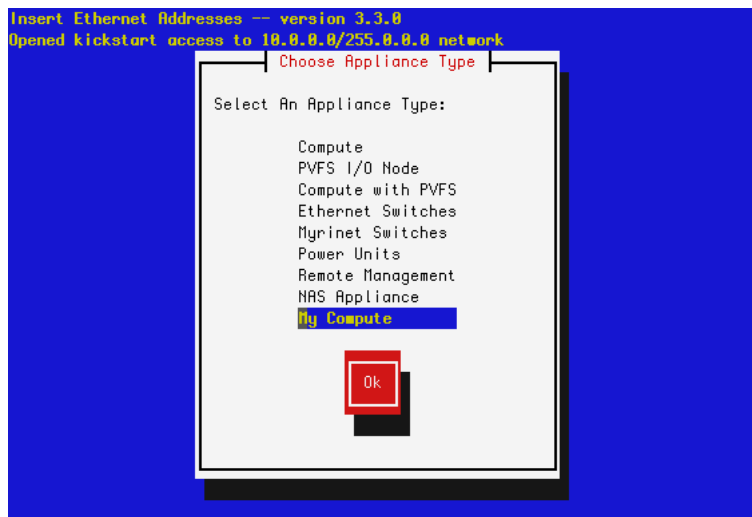 Insert Ethernet Addresses -- version 3.3.0
Opened kickstart access to 10.0.0.0/255.0.0.0 network
Choose Appliance Type
Select An Appliance Type:
Compute
PVFS I/O Node
Compute with PVFS
Ethernet Switches
Myrinet Switches
Power Units
Remote Management
NAS Appliance
My Compute
Ok